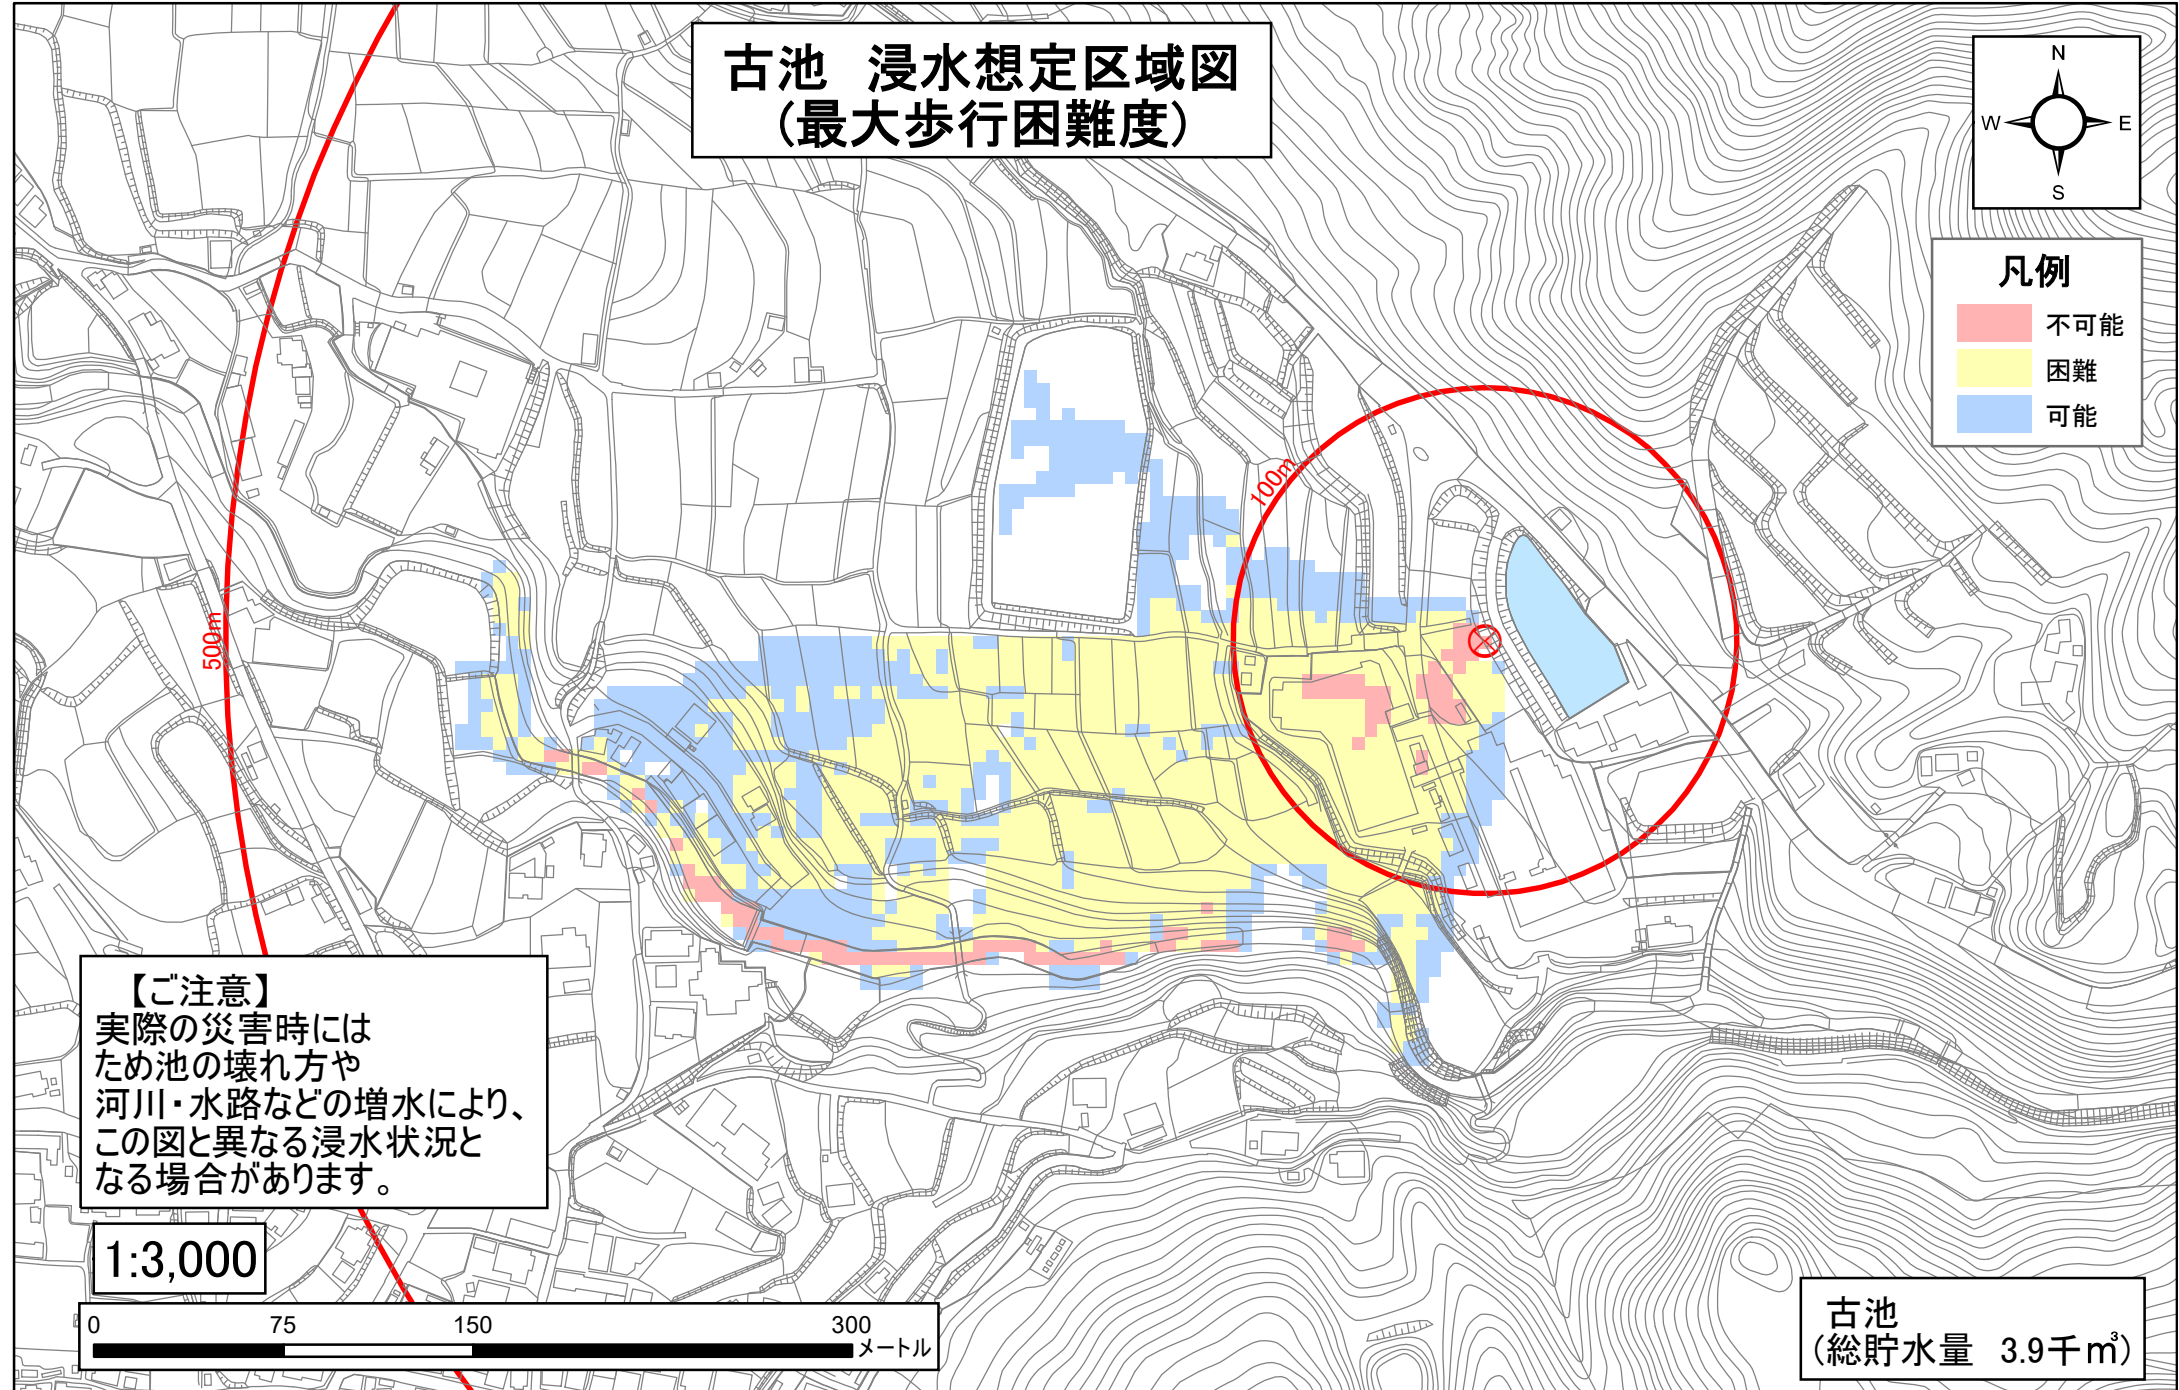 古池　浸水想定区域図
(最大歩行困難度)
N
W
E
S
凡例
不可能
困難
可能
100m
500m
【ご注意】
実際の災害時には
ため池の壊れ方や
河川・水路などの増水により、
この図と異なる浸水状況と
なる場合があります。
1:3,000
0 75 150 300
メートル
古池
(総貯水量　3.9千㎥)